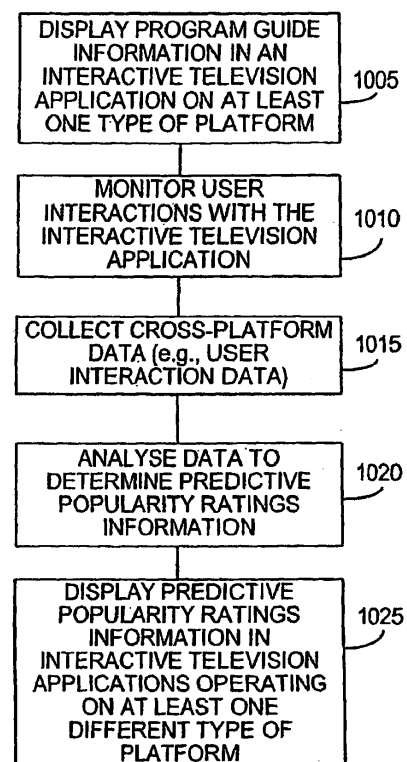 DISPLAY PROGRAM GUIDE
INFORMATION IN AN
INTERACTIVE TELEVISION
APPLICATION ON AT LEAST
ONE TYPE OF PLATFORM
1005
MONITOR USER
INTERACTIONS WITH THE
INTERACTIVE TELEVISION
APPLICATION
1010
COLLECT CROSS-PLATFORM
DATA (e.g., USER
INTERACTION DATA)
1015
ANALYSE DATA TO
DETERMINE PREDICTIVE
POPULARITY RATINGS
INFORMATION
1020
DISPLAY PREDICTIVE
POPULARITY RATINGS
INFORMATION IN
INTERACTIVE TELEVISION
APPLICATIONS OPERATING
ON AT LEAST ONE
DIFFERENT TYPE OF
PLATFORM
1025